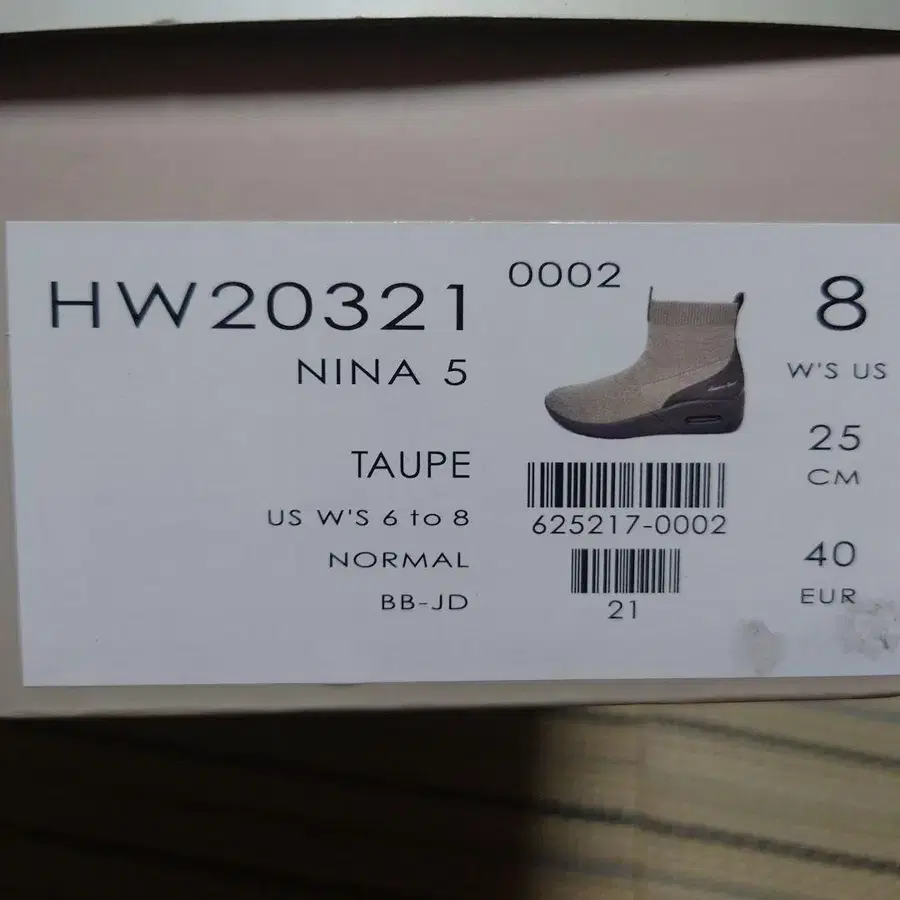 HW20321
0002
NINA 5
TAUPE
US W'S 6 to 8
NORMAL
BB-JD
625217-0002
21
8
W'S US
25
CM
40
EUR